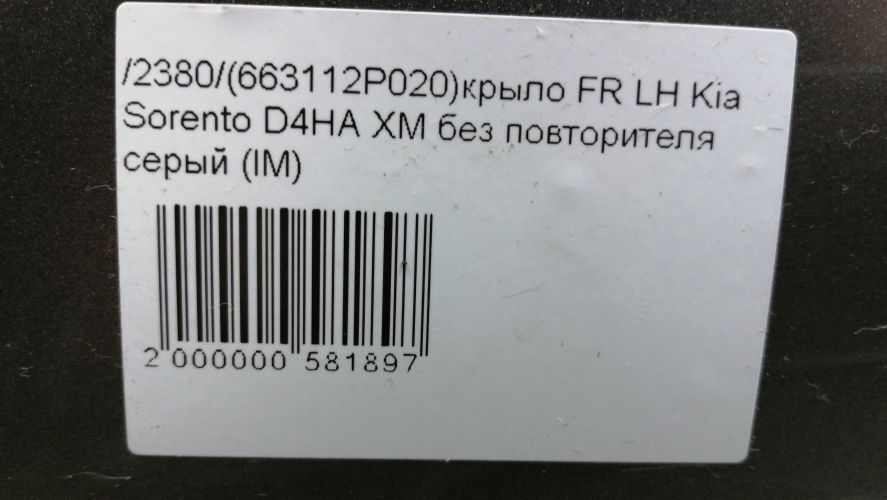 /2380/(663112P020)крыло FR LH Kia
Sorento D4HA XM без повторителя
серый (IM)
2 000000 581897